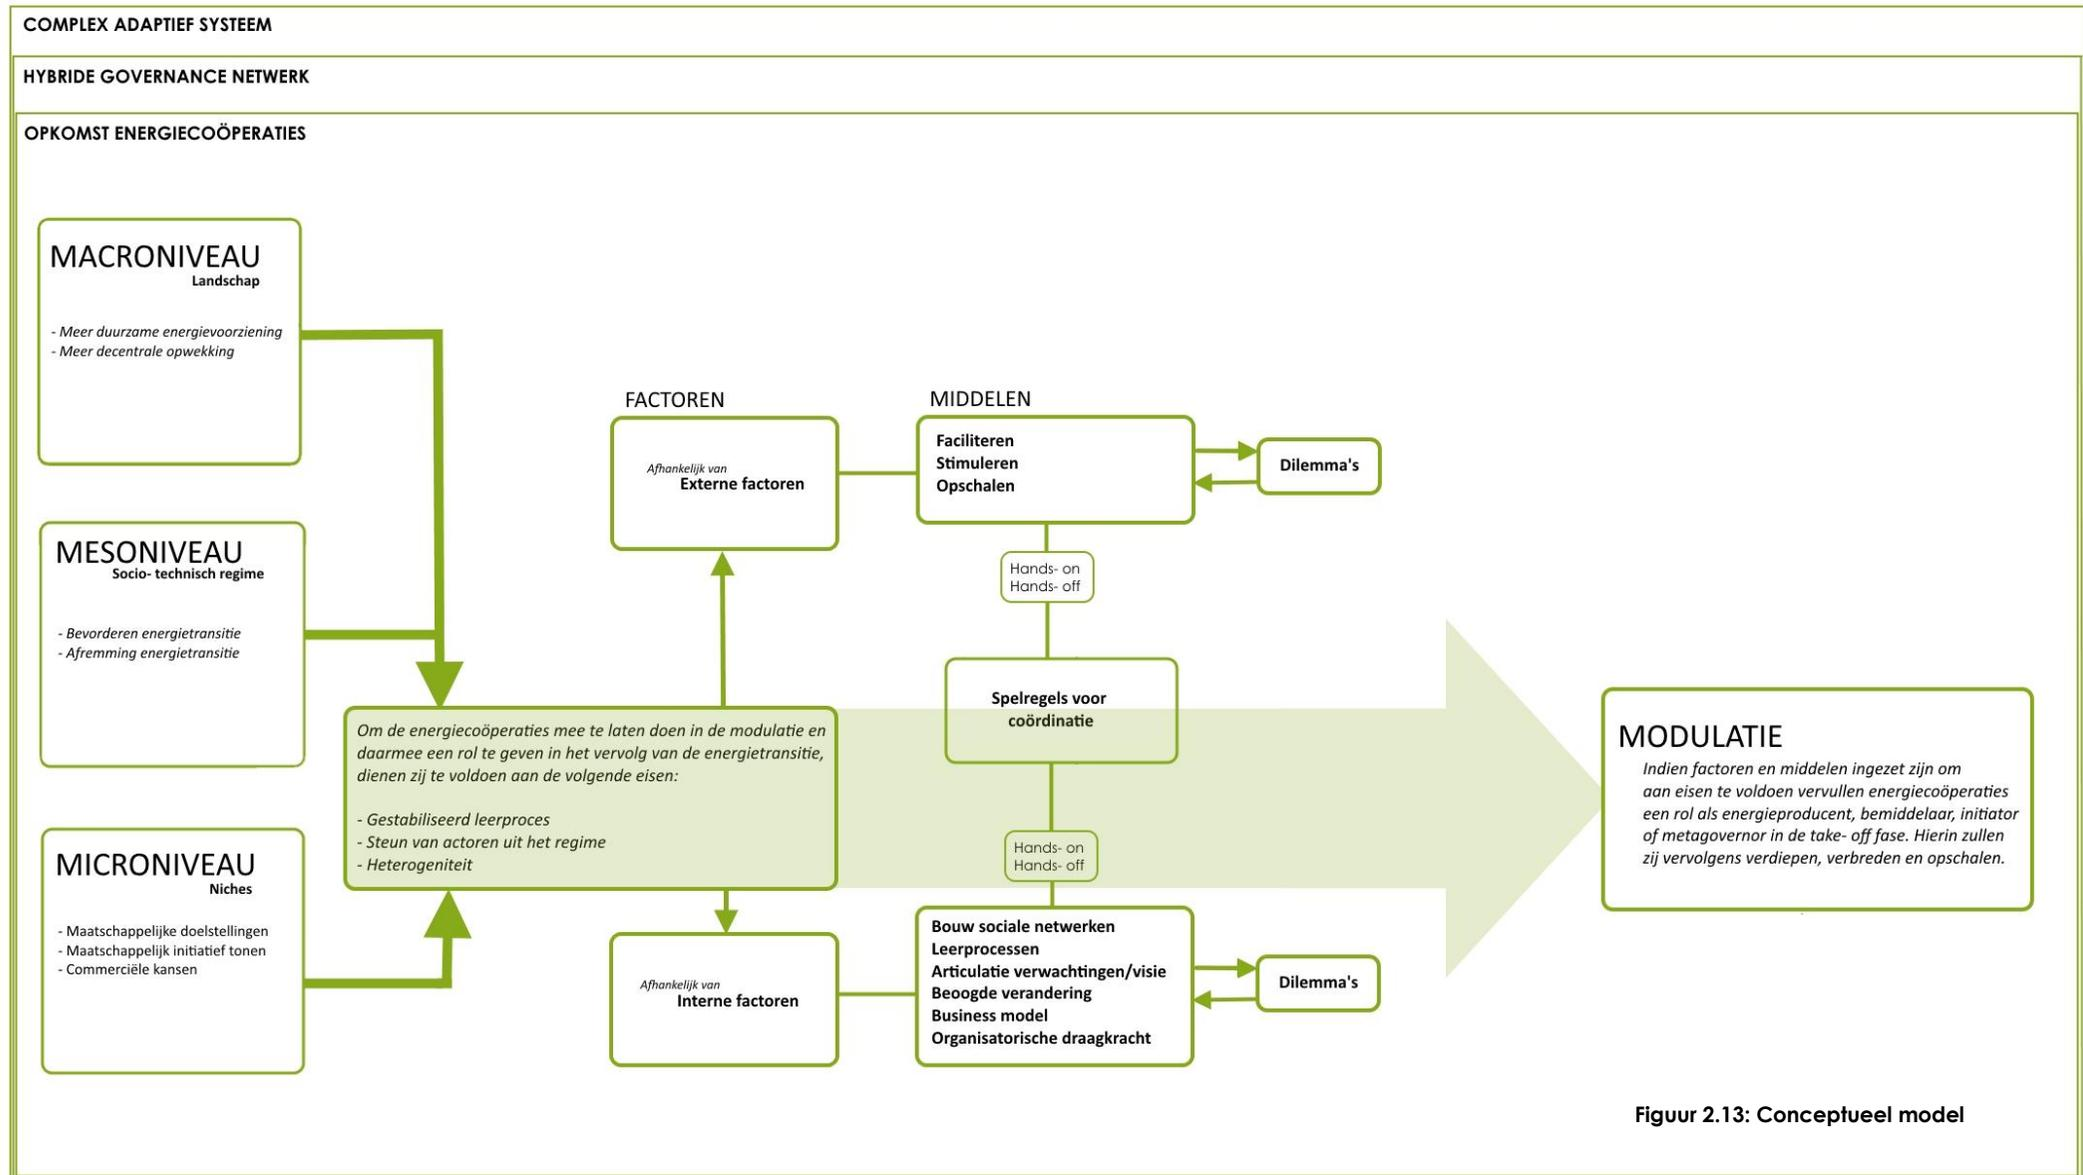 COMPLEX ADAPTIEF SYSTEEM
HYBRIDE GOVERNANCE NETWERK
OPKOMST ENERGIECOÖPERATIES
MACRONIVEAU
Landschap
- Meer duurzame energievoorziening
- Meer decentrale opwekking
MESONIVEAU
Socio- technisch regime
- Bevorderen energietransitie
- Afremming energietransitie
MICRONIVEAU
Niches
- Maatschappelijke doelstellingen
- Maatschappelijk initiatief tonen
- Commerciële kansen
Om de energiecoöperaties mee te laten doen in de modulatie en
daarmee een rol te geven in het vervolg van de energietransitie,
dienen zij te voldoen aan de volgende eisen:
- Gestabiliseerd leerproces
- Steun van actoren uit het regime
- Heterogeniteit
FACTOREN
Afhankelijk van
Externe factoren
Afhankelijk van
Interne factoren
MIDDELEN
Faciliteren
Stimuleren
Opschalen
Dilemma's
Hands- on
Hands- off
Spelregels voor
coördinatie
Hands- on
Hands- off
Bouw sociale netwerken
Leerprocessen
Articulatie verwachtingen/visie
Beoogde verandering
Business model
Organisatorische draagkracht
Dilemma's
MODULATIE
Indien factoren en middelen ingezet zijn om
aan eisen te voldoen vervullen energiecoöperaties
een rol als energieproducent, bemiddelaar, initiator
of metagovernor in de take- off fase. Hierin zullen
zij vervolgens verdiepen, verbreden en opschalen.
Figuur 2.13: Conceptueel model